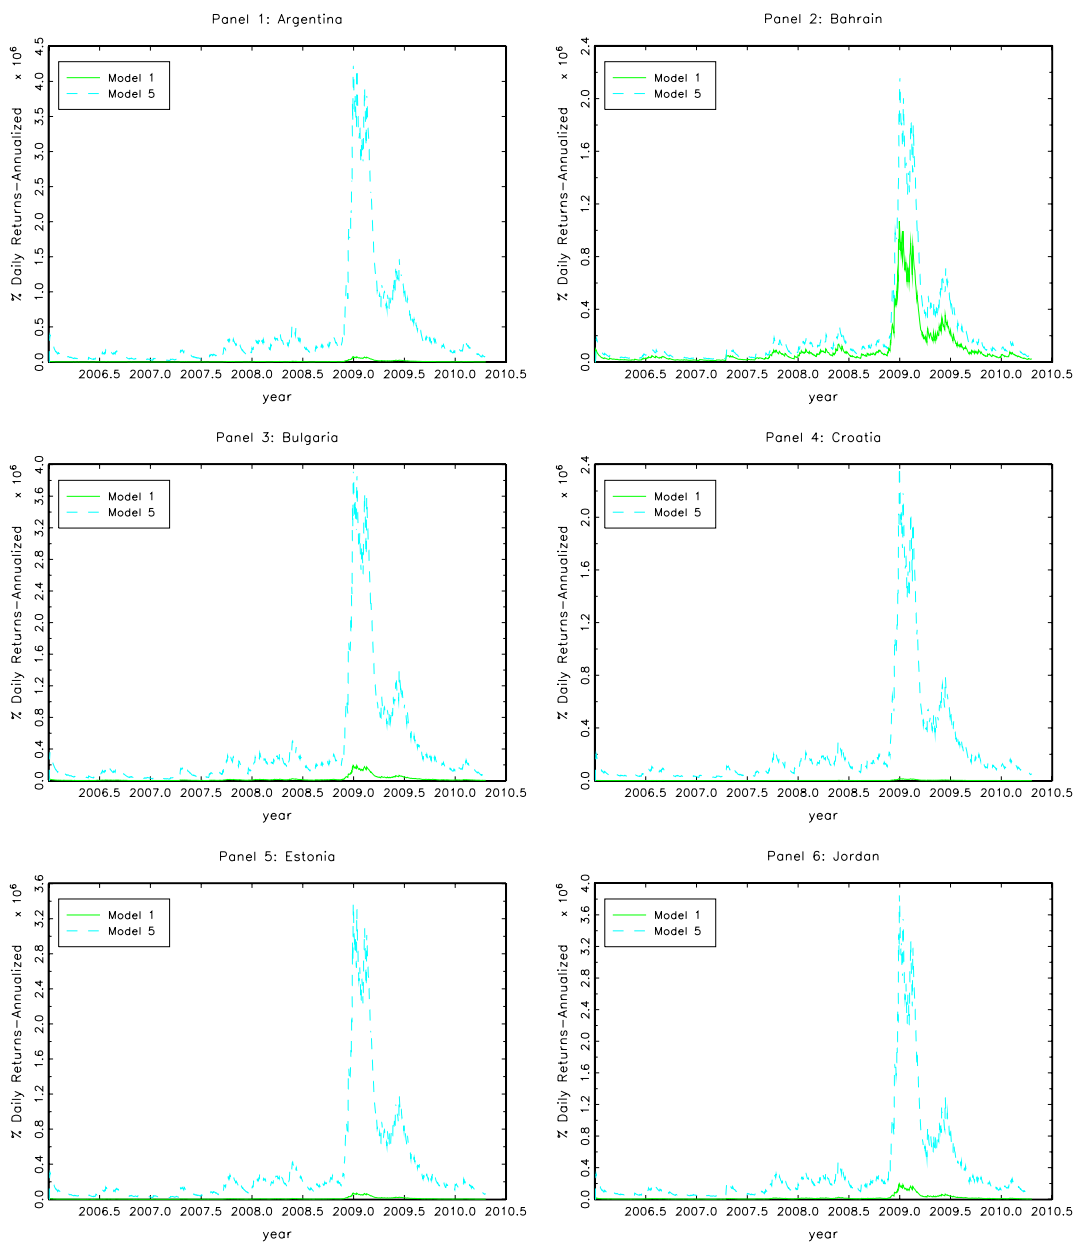 Panel 1: Argentina
% Daily Returns-Annualized × 10⁶
4.5
4.0
3.5
3.0
2.5
2.0
1.5
1.0
0.5
0.0
Model 1
Model 5
2006.5 2007.0 2007.5 2008.0 2008.5 2009.0 2009.5 2010.0 2010.5
year
Panel 2: Bahrain
% Daily Returns-Annualized × 10⁶
2.4
2.0
1.6
1.2
0.8
0.4
0.0
Model 1
Model 5
2006.5 2007.0 2007.5 2008.0 2008.5 2009.0 2009.5 2010.0 2010.5
year
Panel 3: Bulgaria
% Daily Returns-Annualized × 10⁶
4.0
3.6
3.2
2.8
2.4
2.0
1.6
1.2
0.8
0.4
0.0
Model 1
Model 5
2006.5 2007.0 2007.5 2008.0 2008.5 2009.0 2009.5 2010.0 2010.5
year
Panel 4: Croatia
% Daily Returns-Annualized × 10⁶
2.4
2.0
1.6
1.2
0.8
0.4
0.0
Model 1
Model 5
2006.5 2007.0 2007.5 2008.0 2008.5 2009.0 2009.5 2010.0 2010.5
year
Panel 5: Estonia
% Daily Returns-Annualized × 10⁶
3.6
3.2
2.8
2.4
2.0
1.6
1.2
0.8
0.4
0.0
Model 1
Model 5
2006.5 2007.0 2007.5 2008.0 2008.5 2009.0 2009.5 2010.0 2010.5
year
Panel 6: Jordan
% Daily Returns-Annualized × 10⁶
4.0
3.6
3.2
2.8
2.4
2.0
1.6
1.2
0.8
0.4
0.0
Model 1
Model 5
2006.5 2007.0 2007.5 2008.0 2008.5 2009.0 2009.5 2010.0 2010.5
year